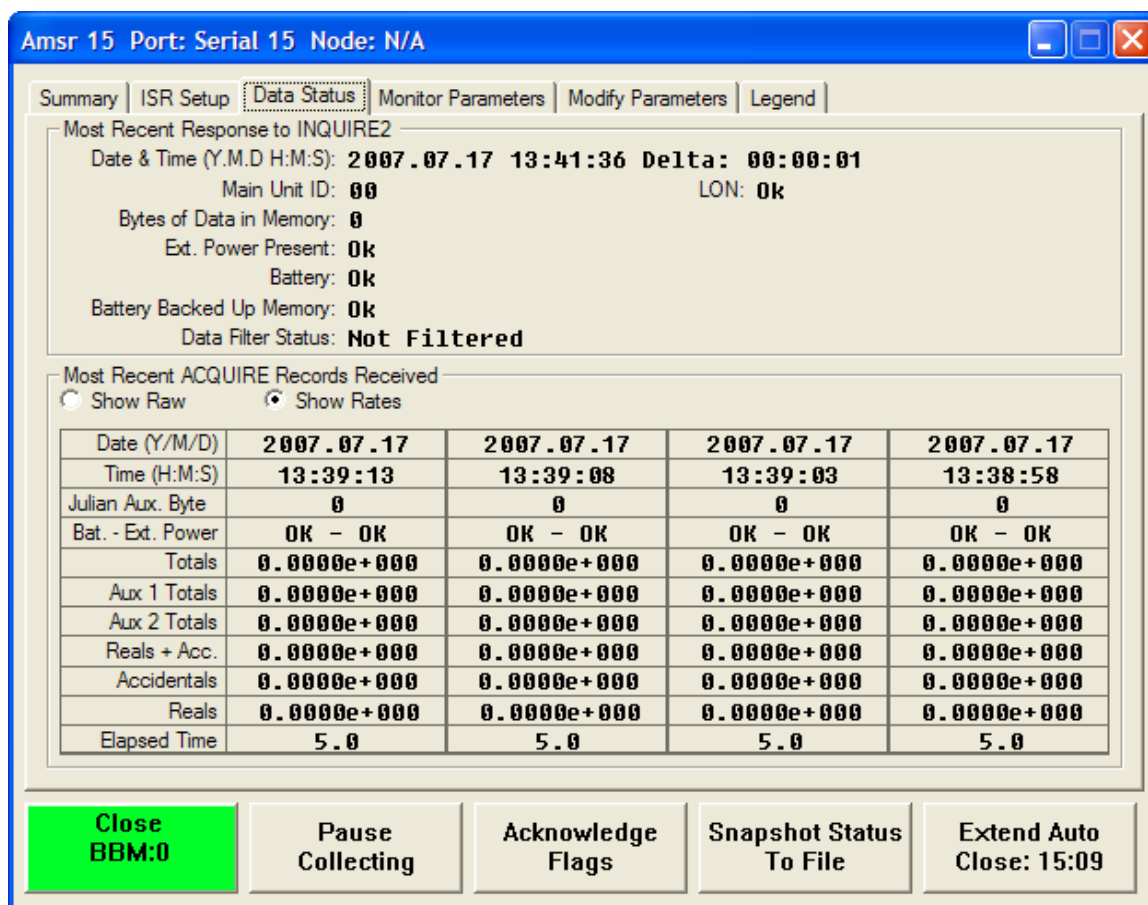 Amsr 15 Port: Serial 15 Node: N/A
Summary ISR Setup Data Status Monitor Parameters Modify Parameters Legend
Most Recent Response to INQUIRE2
Date & Time (Y.M.D H:M:S): 2007.07.17 13:41:36 Delta: 00:00:01
Main Unit ID: 00 LON: Ok
Bytes of Data in Memory: 0
Ext. Power Present: Ok
Battery: Ok
Battery Backed Up Memory: Ok
Data Filter Status: Not Filtered
Most Recent ACQUIRE Records Received
Show Raw Show Rates
Date (Y/M/D) 2007.07.17 2007.07.17 2007.07.17 2007.07.17
Time (H:M:S) 13:39:13 13:39:08 13:39:03 13:38:58
Julian Aux. Byte 0 0 0 0
Bat. - Ext. Power OK - OK OK - OK OK - OK OK - OK
Totals 0.0000e+000 0.0000e+000 0.0000e+000 0.0000e+000
Aux 1 Totals 0.0000e+000 0.0000e+000 0.0000e+000 0.0000e+000
Aux 2 Totals 0.0000e+000 0.0000e+000 0.0000e+000 0.0000e+000
Reals + Acc. 0.0000e+000 0.0000e+000 0.0000e+000 0.0000e+000
Accidentals 0.0000e+000 0.0000e+000 0.0000e+000 0.0000e+000
Reals 0.0000e+000 0.0000e+000 0.0000e+000 0.0000e+000
Elapsed Time 5.0 5.0 5.0 5.0
Close
BBM:0
Pause
Collecting
Acknowledge
Flags
Snapshot Status
To File
Extend Auto
Close: 15:09